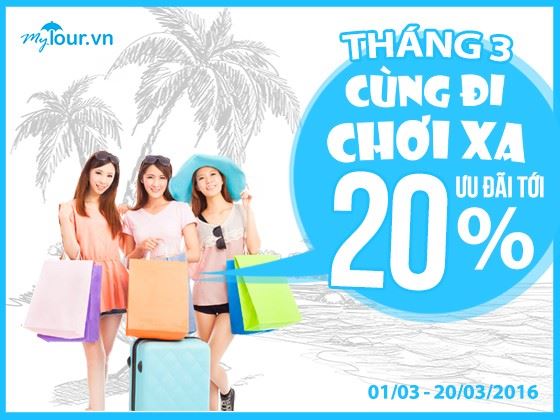 MyTour.vn
THÁNG 3
CÙNG ĐI
CHƠI XA
ƯU ĐÃI TỚI
20%
01/03 - 20/03/2016